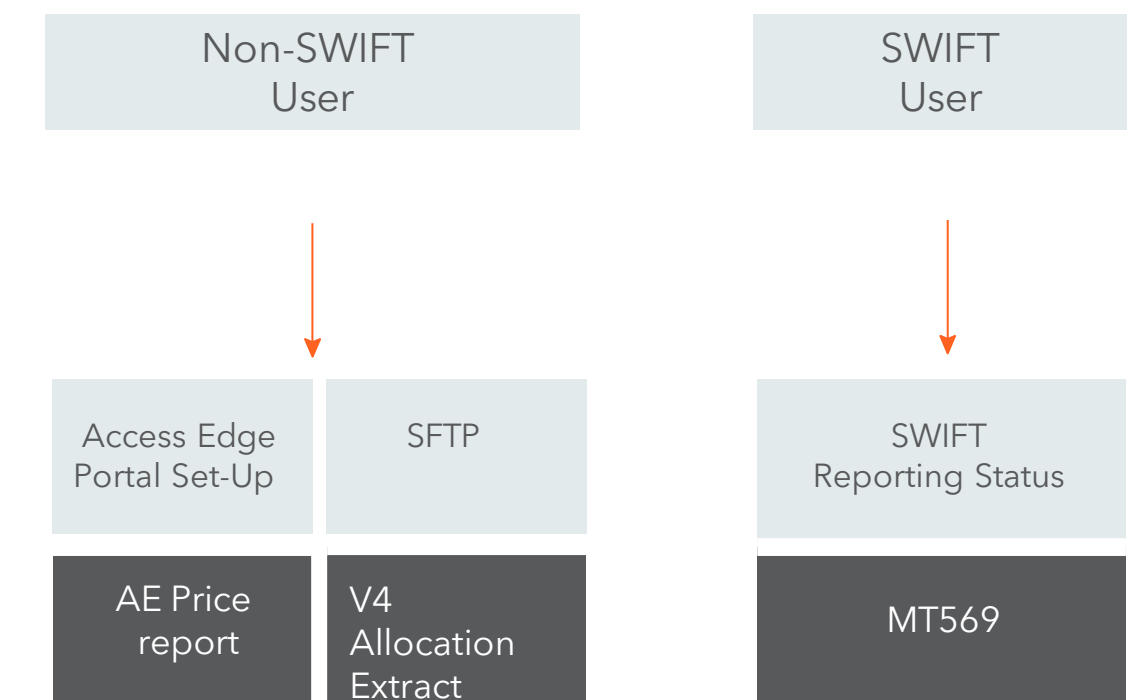 Non-SWIFT
User
SWIFT
User
Access Edge
Portal Set-Up
SFTP
SWIFT
Reporting Status
AE Price
report
V4
Allocation
Extract
MT569